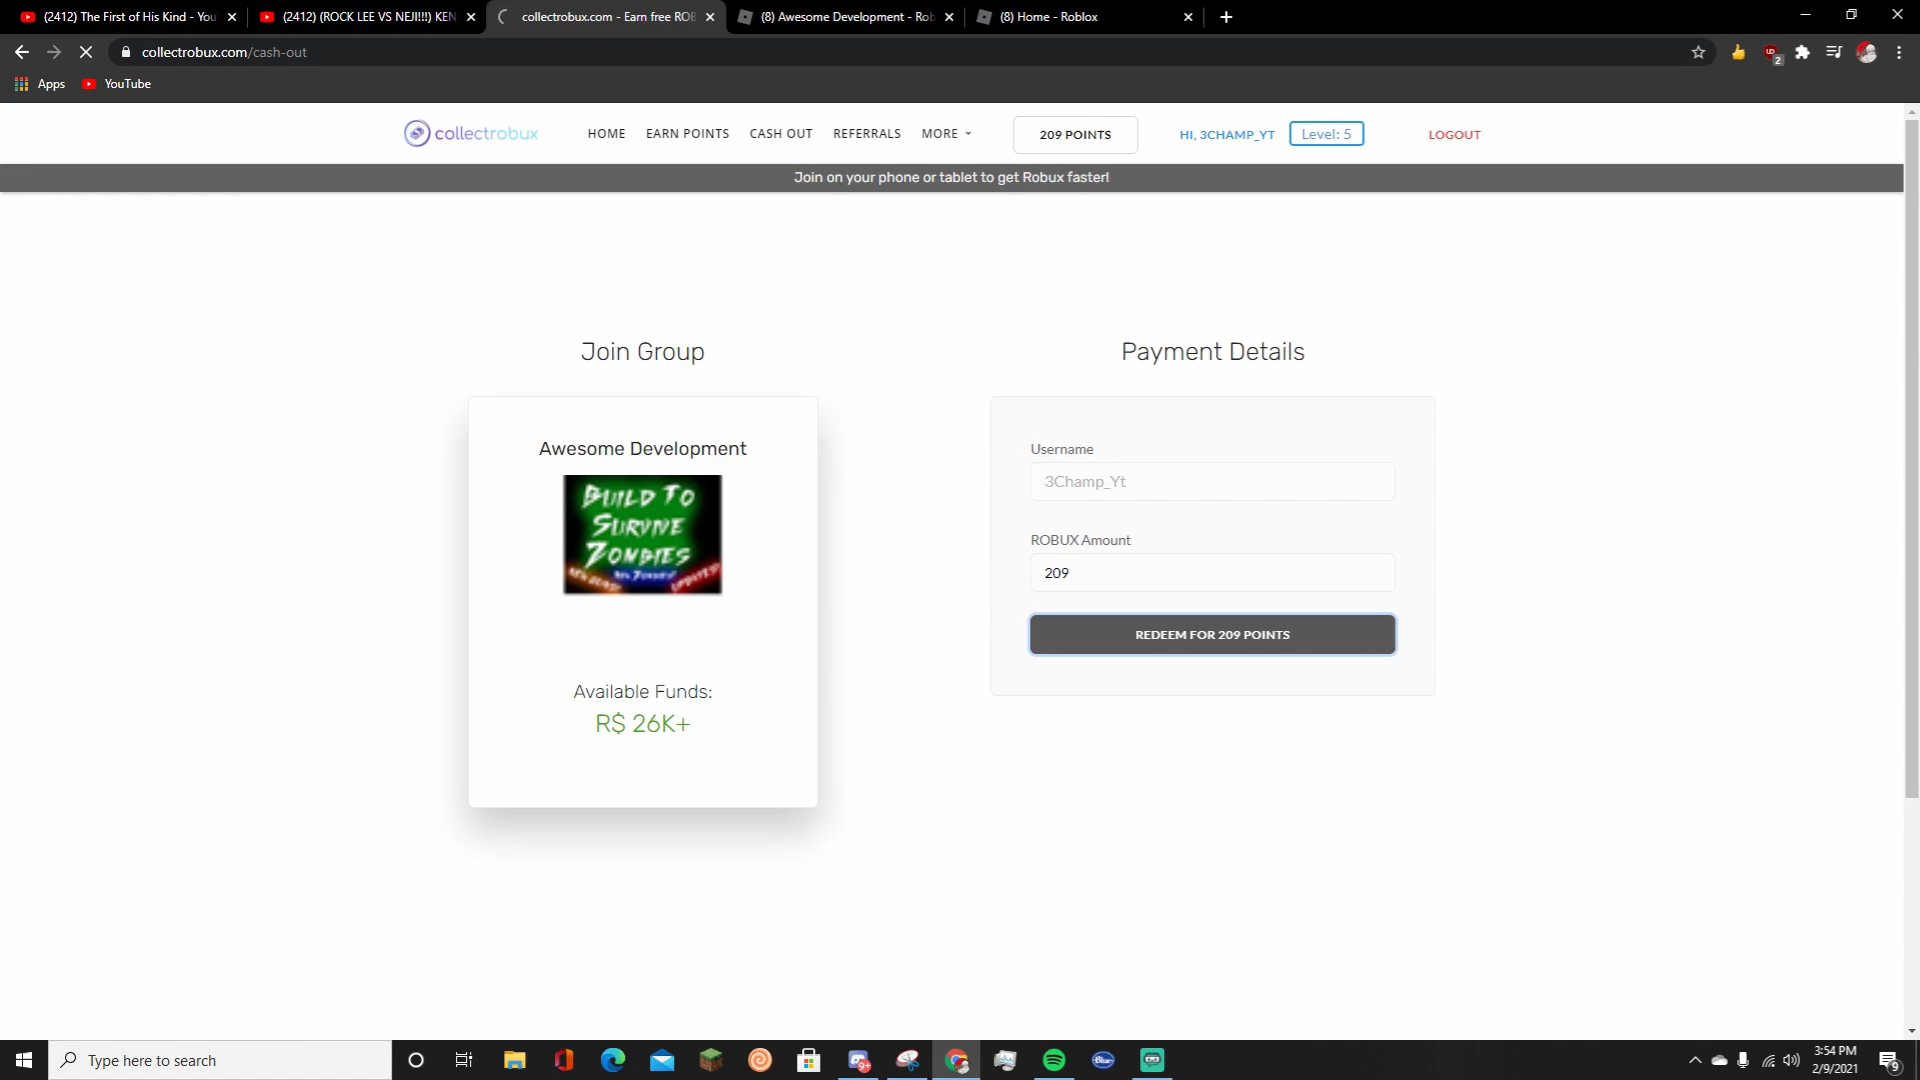 (2412) The First of His Kind - You
(2412) (ROCK LEE VS NEJI!!!) KEN
collectrobux.com - Earn free ROB
(8) Awesome Development - Rob
(8) Home - Roblox
collectrobux.com/cash-out
2
Apps
YouTube
collectrobux
HOME
EARN POINTS
CASH OUT
REFERRALS
MORE
209 POINTS
HI, 3CHAMP_YT
Level: 5
LOGOUT
Join on your phone or tablet to get Robux faster!
Join Group
Payment Details
Awesome Development
BUILD TO
SURVIVE
ZOMBIES
Username
3Champ_Yt
ROBUX Amount
209
REDEEM FOR 209 POINTS
Available Funds:
R$ 26K+
Type here to search
9+
Blue
3:54 PM
2/9/2021
9